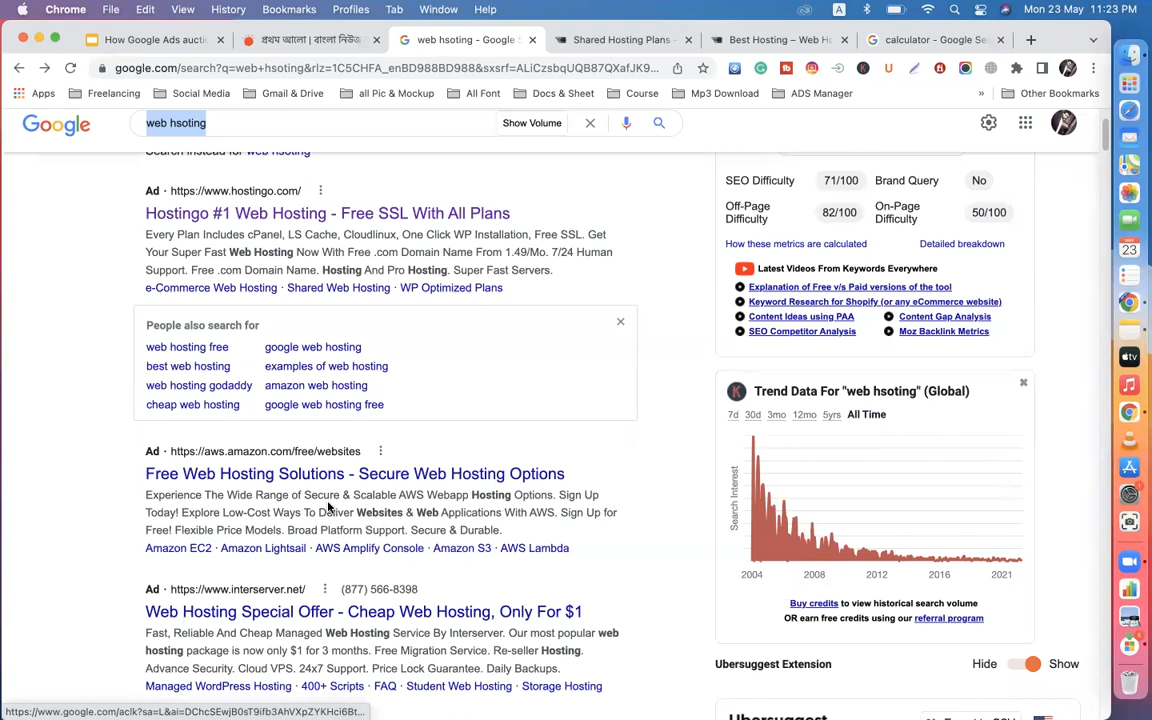 Chrome File Edit View History Bookmarks Profiles Tab Window Help A Mon 23 May 11:23 PM
How Google Ads aucti প্রথম আলো | বাংলা নিউজ web hsoting - Google S Shared Hosting Plans - Best Hosting – Web Ho calculator - Google Sea
google.com/search?q=web+hsoting&rlz=1C5CHFA_enBD988BD988&sxsrf=ALiCzsbqUQB87QXafJK9...
Apps Freelancing Social Media Gmail & Drive all Pic & Mockup All Font Docs & Sheet Course Mp3 Download ADS Manager » Other Bookmarks
Google web hsoting Show Volume
Search instead for web hsoting
Ad · https://www.hostingo.com/
Hostingo #1 Web Hosting - Free SSL With All Plans
Every Plan Includes cPanel, LS Cache, Cloudlinux, One Click WP Installation, Free SSL. Get
Your Super Fast Web Hosting Now With Free .com Domain Name From 1.49/Mo. 7/24 Human
Support. Free .com Domain Name. Hosting And Pro Hosting. Super Fast Servers.
e-Commerce Web Hosting · Shared Web Hosting · WP Optimized Plans
People also search for
web hosting free google web hosting
best web hosting examples of web hosting
web hosting godaddy amazon web hosting
cheap web hosting google web hosting free
Ad · https://aws.amazon.com/free/websites
Free Web Hosting Solutions - Secure Web Hosting Options
Experience The Wide Range of Secure & Scalable AWS Webapp Hosting Options. Sign Up
Today! Explore Low-Cost Ways To Deliver Websites & Web Applications With AWS. Sign Up for
Free! Flexible Price Models. Broad Platform Support. Secure & Durable.
Amazon EC2 · Amazon Lightsail · AWS Amplify Console · Amazon S3 · AWS Lambda
Ad · https://www.interserver.net/ (877) 566-8398
Web Hosting Special Offer - Cheap Web Hosting, Only For $1
Fast, Reliable And Cheap Managed Web Hosting Service By Interserver. Our most popular web
hosting package is now only $1 for 3 months. Free Migration Service. Re-seller Hosting.
Advance Security. Cloud VPS. 24x7 Support. Price Lock Guarantee. Daily Backups.
Managed WordPress Hosting · 400+ Scripts · FAQ · Student Web Hosting · Storage Hosting
https://www.google.com/aclk?sa=L&ai=DChcSEwjB0sT9ifb3AhVXpZYKHci6Bt...
SEO Difficulty 71/100 Brand Query No
Off-Page Difficulty 82/100 On-Page Difficulty 50/100
How these metrics are calculated Detailed breakdown
Latest Videos From Keywords Everywhere
Explanation of Free v/s Paid versions of the tool
Keyword Research for Shopify (or any eCommerce website)
Content Ideas using PAA Content Gap Analysis
SEO Competitor Analysis Moz Backlink Metrics
Trend Data For "web hsoting" (Global)
7d 30d 3mo 12mo 5yrs All Time
Search Interest
2004 2008 2012 2016 2021
Buy credits to view historical search volume
OR earn free credits using our referral program
Ubersuggest Extension Hide Show
Ubersuggest
MAY
23
tv